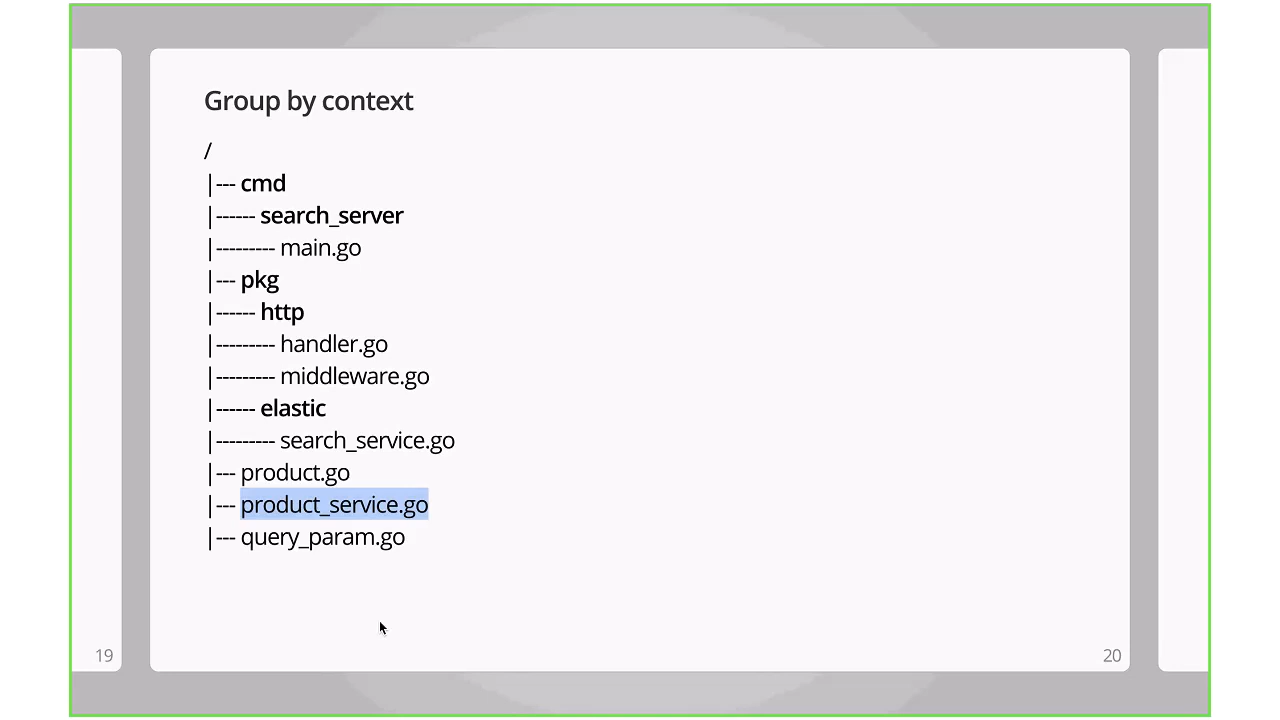 Group by context
/
|--- cmd
|------ search_server
|--------- main.go
|--- pkg
|------ http
|--------- handler.go
|--------- middleware.go
|------ elastic
|--------- search_service.go
|--- product.go
|--- product_service.go
|--- query_param.go
19
20